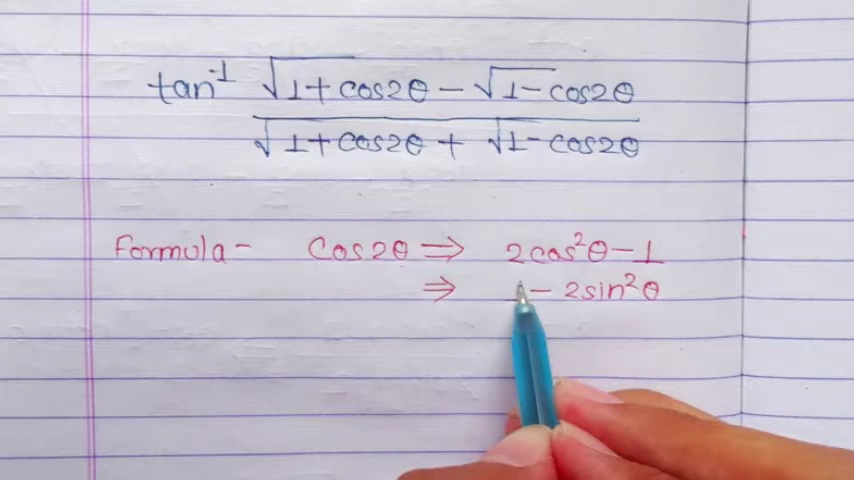 tan⁻¹ √1+cos2θ − √1−cos2θ
√1+cos2θ + √1−cos2θ
Formula- Cos2θ ⇒ 2cos²θ−1
⇒ 1 − 2sin²θ